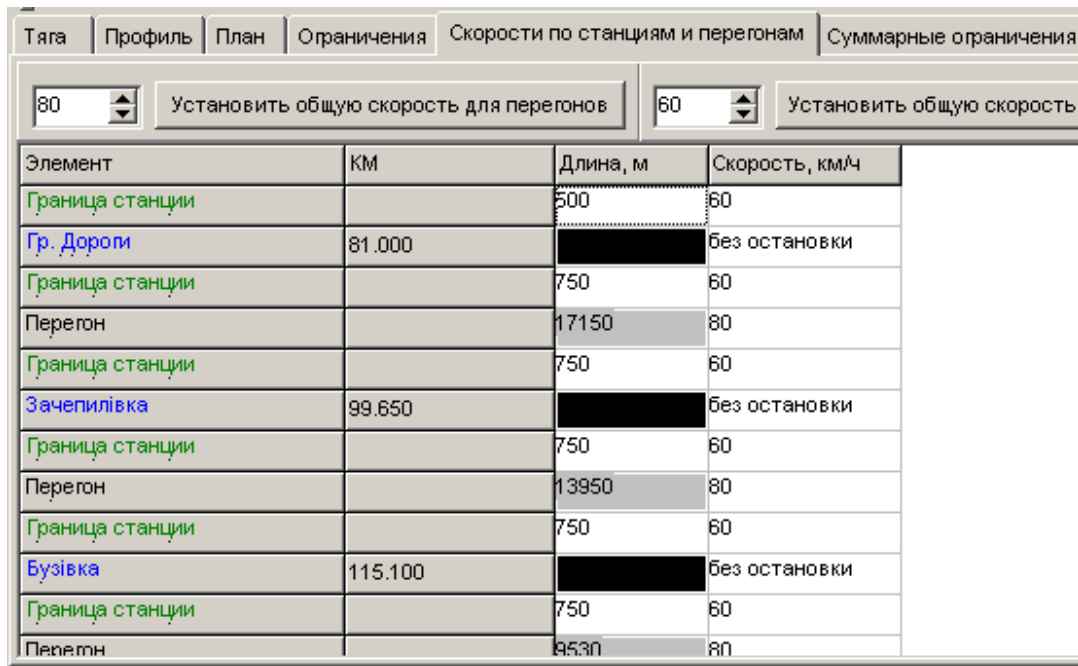 Тяга Профиль План Ограничения Скорости по станциям и перегонам Суммарные ограничения
80 Установить общую скорость для перегонов 60 Установить общую скорость
Элемент КМ Длина, м Скорость, км/ч
Граница станции 500 60
Гр. Дороги 81.000 без остановки
Граница станции 750 60
Перегон 17150 80
Граница станции 750 60
Зачепилівка 99.650 без остановки
Граница станции 750 60
Перегон 13950 80
Граница станции 750 60
Бузівка 115.100 без остановки
Граница станции 750 60
Перегон 9530 80